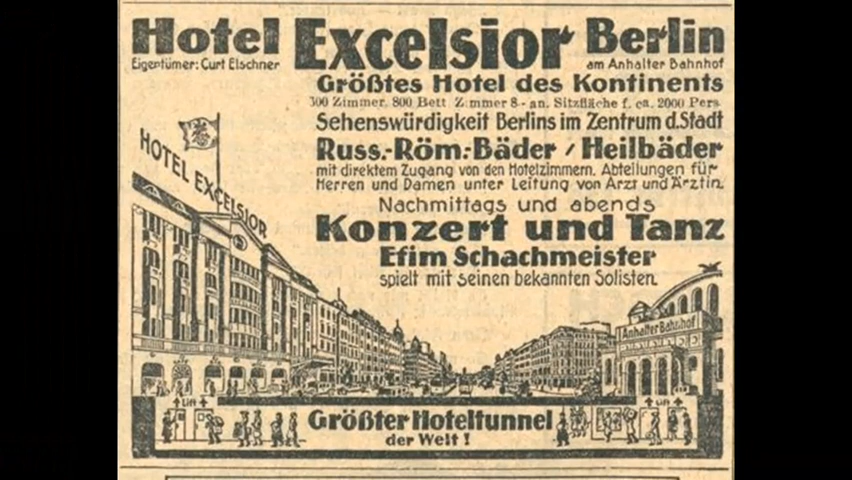 Hotel Excelsior Berlin
Eigentümer: Curt Elschner
am Anhalter Bahnhof
Größtes Hotel des Kontinents
Zimmer, 800 Bett. Zimmer 8.- an. Sitzfläche f. ca. 2000 Pers.
Sehenswürdigkeit Berlins im Zentrum d. Stadt
Russ.-Röm.-Bäder / Heilbäder
mit direktem Zugang von den Hotelzimmern. Abteilungen für
Herren und Damen unter Leitung von Arzt und Ärztin.
Nachmittags und abends
Konzert und Tanz
Efim Schachmeister
spielt mit seinen bekannten Solisten.
HOTEL EXCELSIOR
Anhalter Bahnhof
Lift
Lift
Größter Hoteltunnel
der Welt!